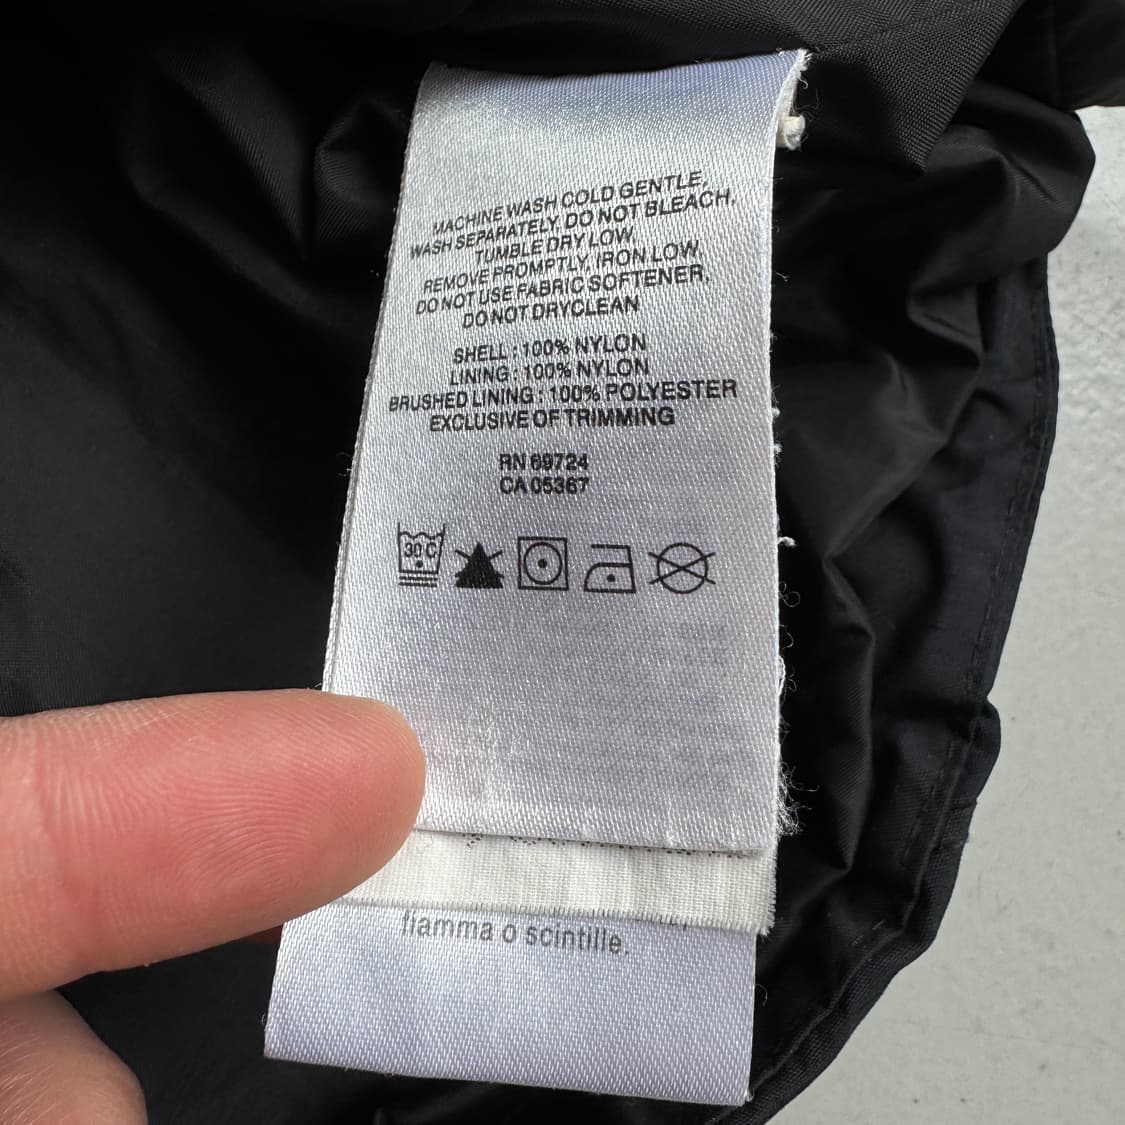 MACHINE WASH COLD GENTLE,
WASH SEPARATELY. DO NOT BLEACH,
TUMBLE DRY LOW,
REMOVE PROMPTLY, IRON LOW
DO NOT USE FABRIC SOFTENER,
DO NOT DRYCLEAN
SHELL : 100% NYLON
LINING : 100% NYLON
BRUSHED LINING : 100% POLYESTER
EXCLUSIVE OF TRIMMING
RN 69724
CA 05367
30 C
fiamma o scintille.